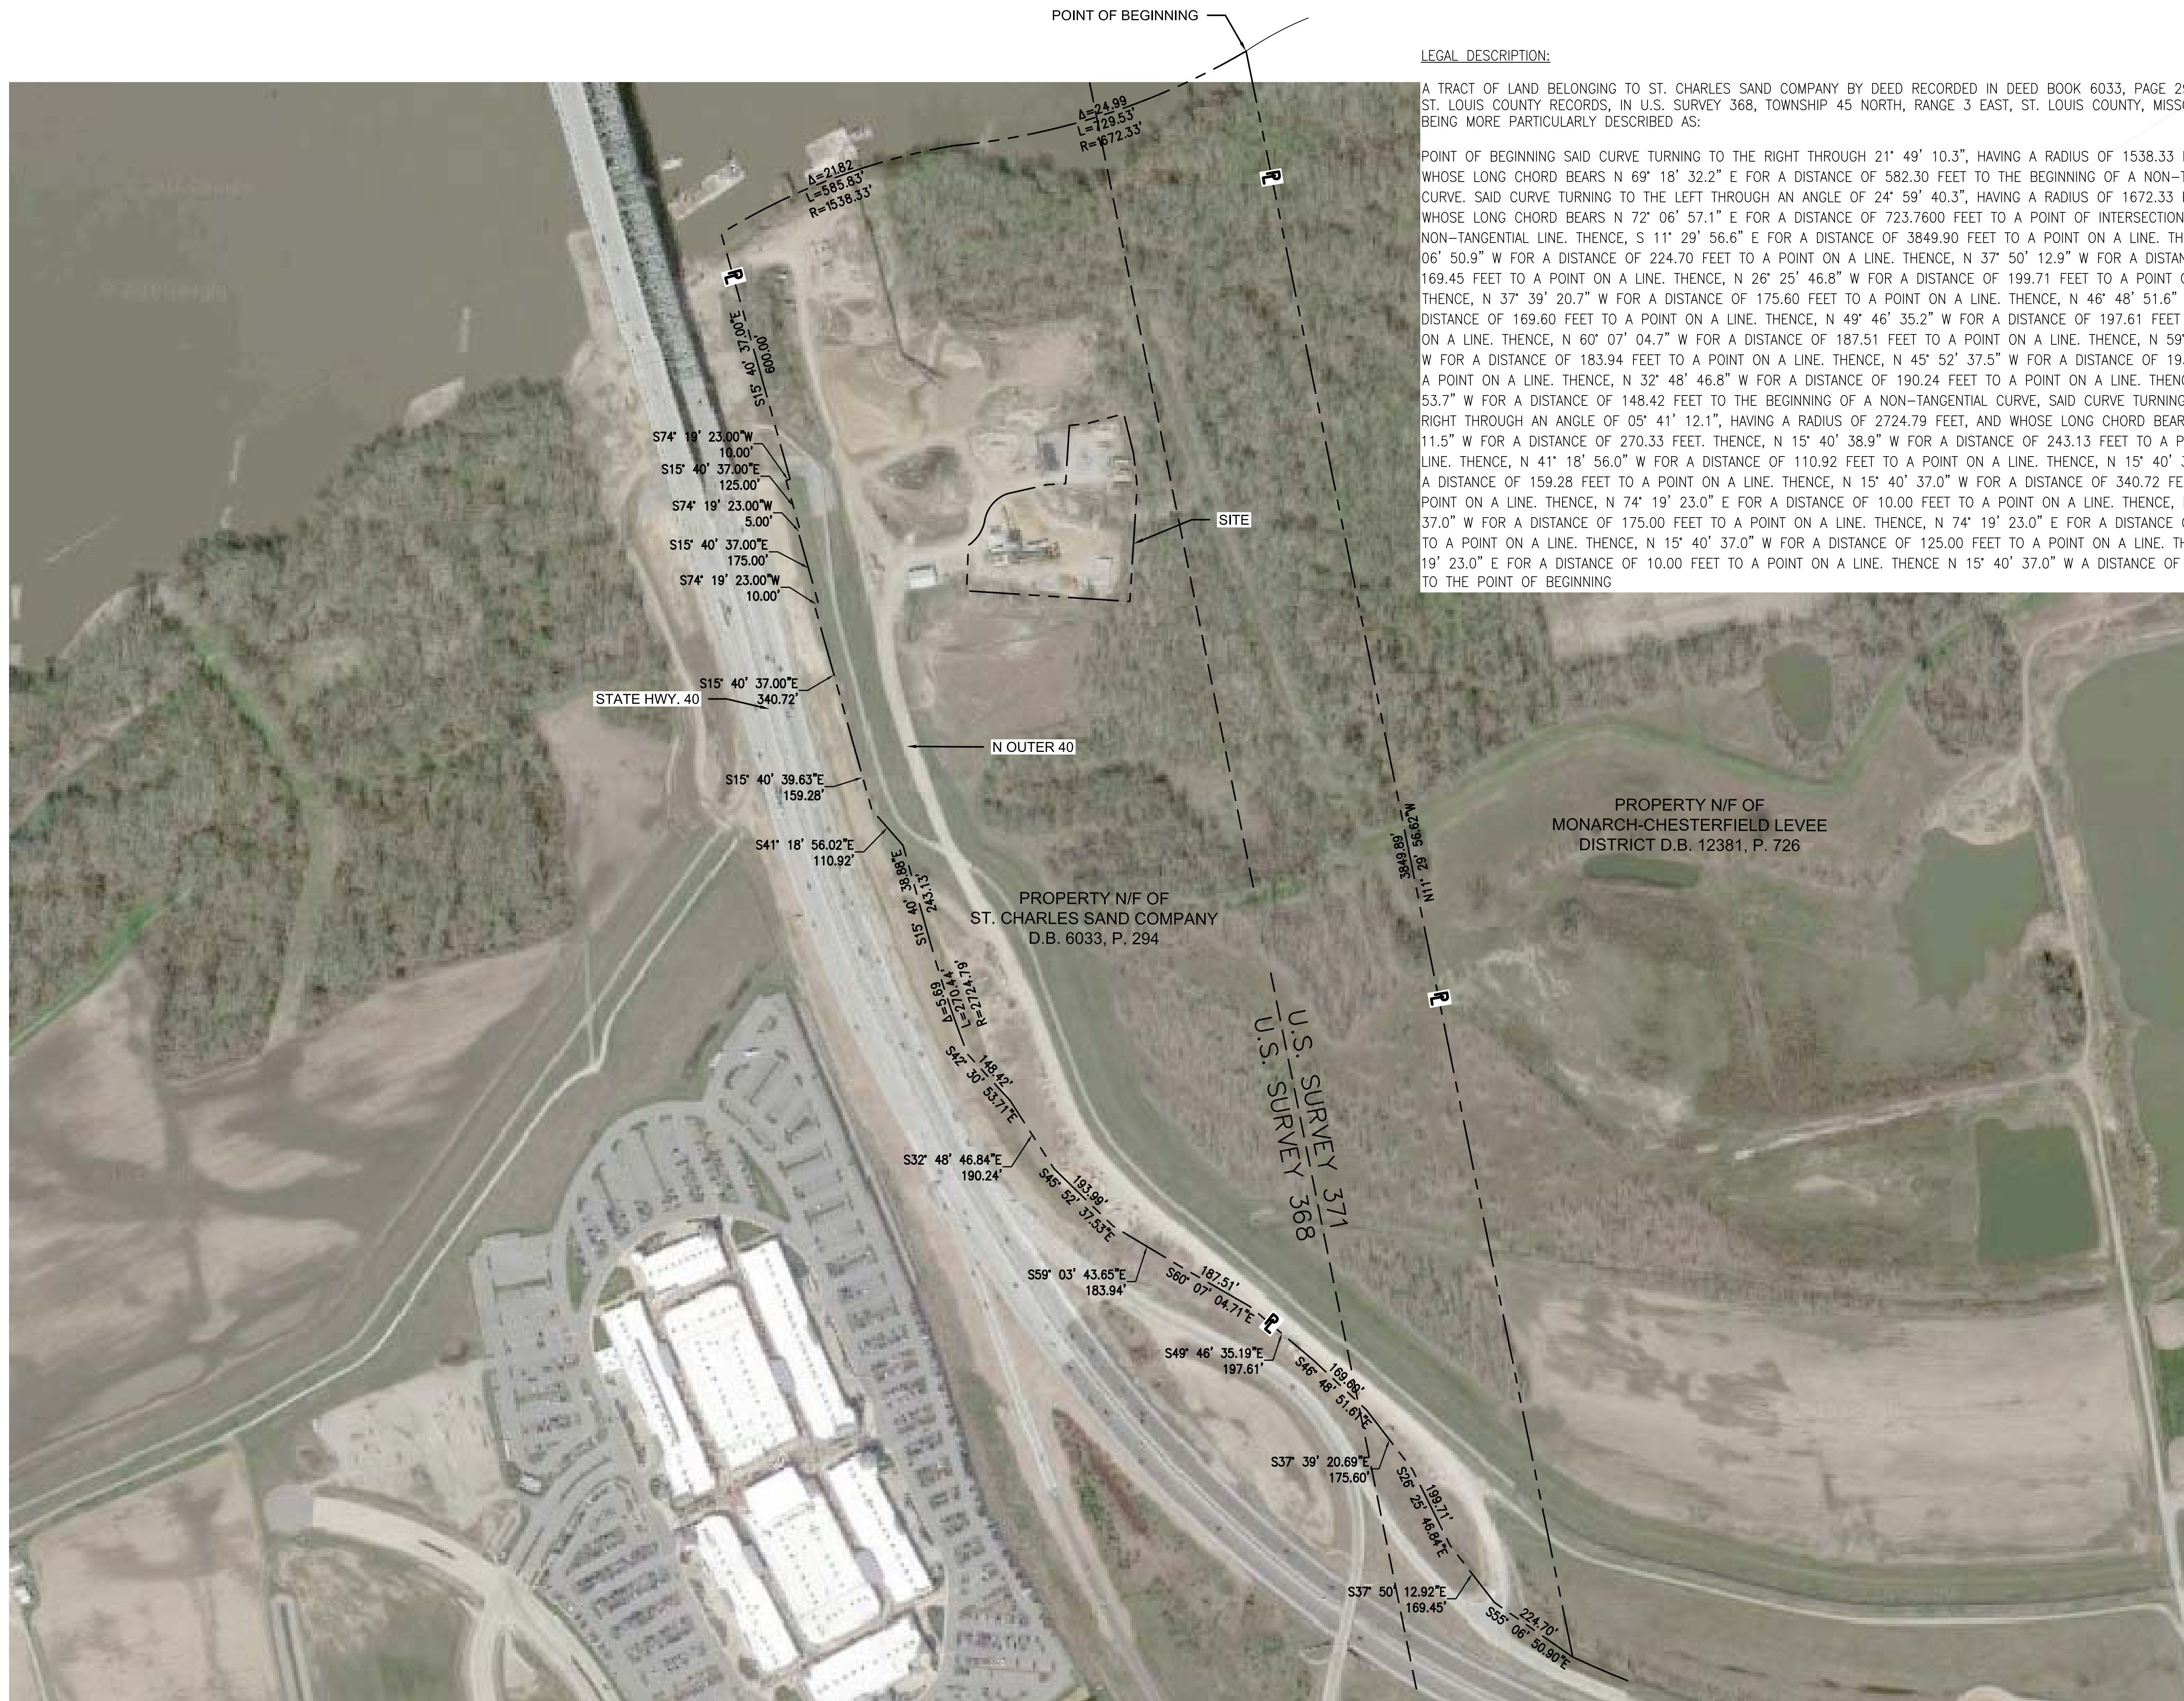 POINT OF BEGINNING
LEGAL DESCRIPTION:
A TRACT OF LAND BELONGING TO ST. CHARLES SAND COMPANY BY DEED RECORDED IN DEED BOOK 6033, PAGE
ST. LOUIS COUNTY RECORDS, IN U.S. SURVEY 368, TOWNSHIP 45 NORTH, RANGE 3 EAST, ST. LOUIS COUNTY,
BEING MORE PARTICULARLY DESCRIBED AS:
POINT OF BEGINNING SAID CURVE TURNING TO THE RIGHT THROUGH 21° 49' 10.3", HAVING A RADIUS OF 1538.33
WHOSE LONG CHORD BEARS N 69° 18' 32.2" E FOR A DISTANCE OF 582.30 FEET TO THE BEGINNING OF A
CURVE. SAID CURVE TURNING TO THE LEFT THROUGH AN ANGLE OF 24° 59' 40.3", HAVING A RADIUS OF 1672.33
WHOSE LONG CHORD BEARS N 72° 06' 57.1" E FOR A DISTANCE OF 723.7600 FEET TO A POINT OF INTERSECTION
NON-TANGENTIAL LINE. THENCE, S 11° 29' 56.6" E FOR A DISTANCE OF 3849.90 FEET TO A POINT ON A LINE.
06' 50.9" W FOR A DISTANCE OF 224.70 FEET TO A POINT ON A LINE. THENCE, N 37° 50' 12.9" W FOR A
169.45 FEET TO A POINT ON A LINE. THENCE, N 26° 25' 46.8" W FOR A DISTANCE OF 199.71 FEET TO A POINT
THENCE, N 37° 39' 20.7" W FOR A DISTANCE OF 175.60 FEET TO A POINT ON A LINE. THENCE, N 46° 48' 51.6"
DISTANCE OF 169.60 FEET TO A POINT ON A LINE. THENCE, N 49° 46' 35.2" W FOR A DISTANCE OF 197.61 FEET
ON A LINE. THENCE, N 60° 07' 04.7" W FOR A DISTANCE OF 187.51 FEET TO A POINT ON A LINE. THENCE, N 59°
W FOR A DISTANCE OF 183.94 FEET TO A POINT ON A LINE. THENCE, N 45° 52' 37.5" W FOR A DISTANCE OF
A POINT ON A LINE. THENCE, N 32° 48' 46.8" W FOR A DISTANCE OF 190.24 FEET TO A POINT ON A LINE.
53.7" W FOR A DISTANCE OF 148.42 FEET TO THE BEGINNING OF A NON-TANGENTIAL CURVE, SAID CURVE TURNING
RIGHT THROUGH AN ANGLE OF 05° 41' 12.1", HAVING A RADIUS OF 2724.79 FEET, AND WHOSE LONG CHORD
11.5" W FOR A DISTANCE OF 270.33 FEET. THENCE, N 15° 40' 38.9" W FOR A DISTANCE OF 243.13 FEET TO A
LINE. THENCE, N 41° 18' 56.0" W FOR A DISTANCE OF 110.92 FEET TO A POINT ON A LINE. THENCE, N 15° 40'
A DISTANCE OF 159.28 FEET TO A POINT ON A LINE. THENCE, N 15° 40' 37.0" W FOR A DISTANCE OF 340.72
POINT ON A LINE. THENCE, N 74° 19' 23.0" E FOR A DISTANCE OF 10.00 FEET TO A POINT ON A LINE. THENCE,
37.0" W FOR A DISTANCE OF 175.00 FEET TO A POINT ON A LINE. THENCE, N 74° 19' 23.0" E FOR A DISTANCE
TO A POINT ON A LINE. THENCE, N 15° 40' 37.0" W FOR A DISTANCE OF 125.00 FEET TO A POINT ON A LINE.
19' 23.0" E FOR A DISTANCE OF 10.00 FEET TO A POINT ON A LINE. THENCE N 15° 40' 37.0" W A DISTANCE OF
TO THE POINT OF BEGINNING
Δ=24.99
L=729.53'
R=1672.33'
Δ=21.82
L=585.83'
R=1538.33'
PL
PL
S15° 40' 37.00"E
600.00'
S74° 19' 23.00"W
10.00'
S15° 40' 37.00"E
125.00'
S74° 19' 23.00"W
5.00'
S15° 40' 37.00"E
175.00'
S74° 19' 23.00"W
10.00'
SITE
S15° 40' 37.00"E
340.72'
STATE HWY. 40
N OUTER 40
S15° 40' 39.63"E
159.28'
S41° 18' 56.02"E
110.92'
S15° 40' 38.88"E
243.13'
PROPERTY N/F OF
ST. CHARLES SAND COMPANY
D.B. 6033, P. 294
3849.89'
N11° 29' 56.62"W
PROPERTY N/F OF
MONARCH-CHESTERFIELD LEVEE
DISTRICT D.B. 12381, P. 726
PL
Δ=5.69
L=270.44'
R=2724.79'
U.S. SURVEY 371
U.S. SURVEY 368
148.42'
S42° 30' 53.71"E
S32° 48' 46.84"E
190.24'
193.99'
S45° 52' 37.53"E
S59° 03' 43.65"E
183.94'
187.51'
S60° 07' 04.71"E
PL
S49° 46' 35.19"E
197.61'
169.60'
S46° 48' 51.61"E
S37° 39' 20.69"E
175.60'
199.71'
S26° 25' 46.84"E
S37° 50' 12.92"E
169.45'
224.70'
S55° 06' 50.90"E